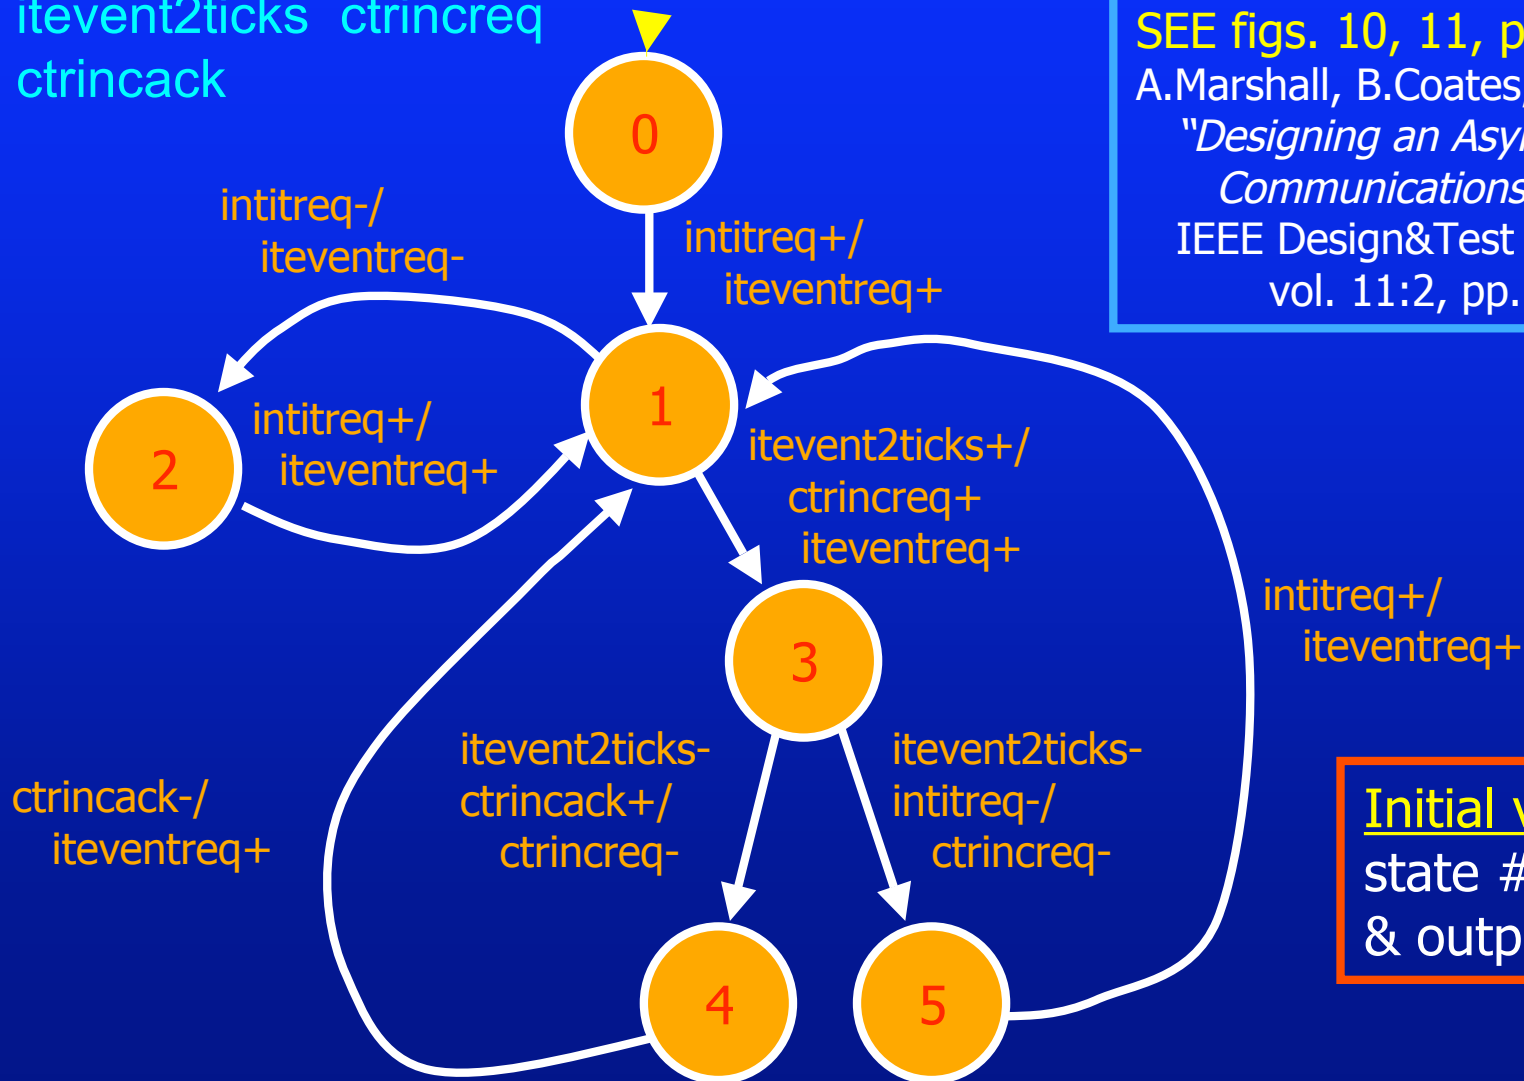 itevent2ticks ctrincreq
ctrincack
SEE figs. 10, 11, p
A.Marshall, B.Coates,
“Designing an
Communications
IEEE Design&Test
vol. 11:2, pp.
0
intitreq-/
iteventreq-
intitreq+/
iteventreq+
1
2
intitreq+/
iteventreq+
itevent2ticks+/
ctrincreq+
iteventreq+
intitreq+/
iteventreq+
3
itevent2ticks-
ctrincack+/
ctrincreq-
itevent2ticks-
intitreq-/
ctrincreq-
ctrincack-/
iteventreq+
Initial
state #
&
4
5